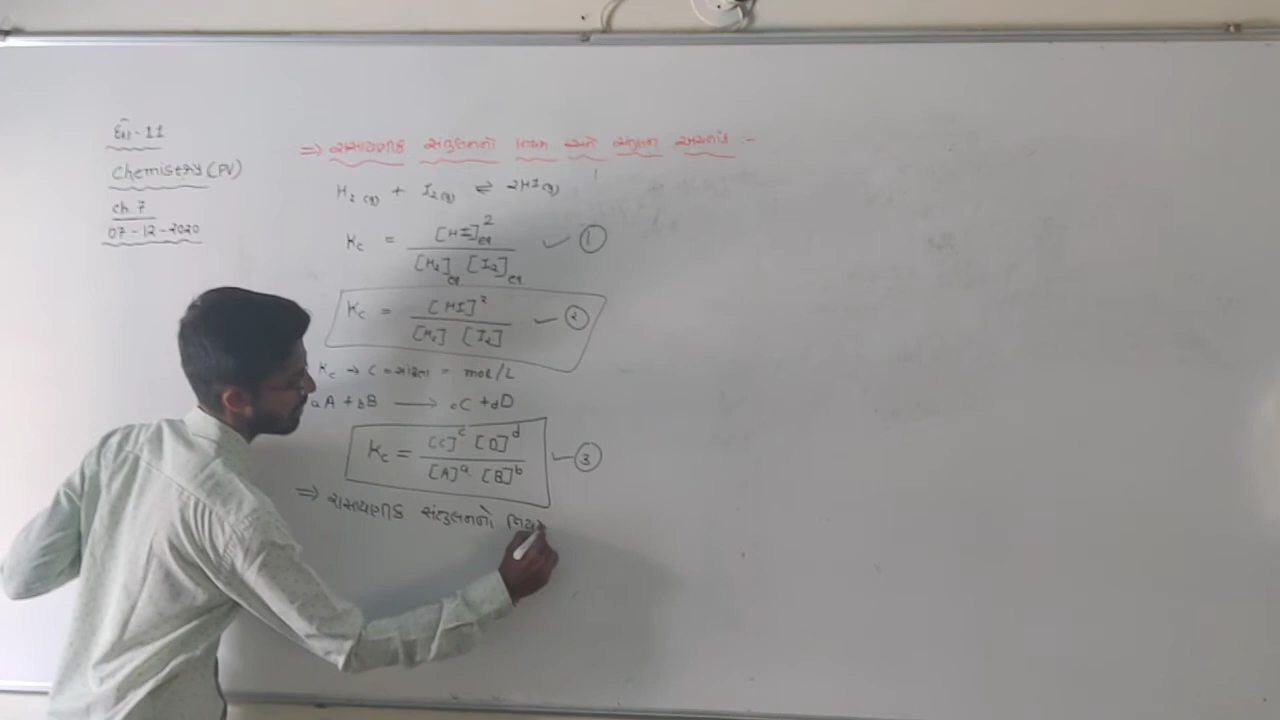 ધો-11
Chemistry (PV)
ch. 7
07-12-2020
⇒ રાસાયણીક સંતુલનનો નિયમ અને સંતુલન અચળાંક :-
H₂(g) + I₂(g) ⇌ 2HI(g)
Kc = [HI]²eq / [H₂]eq [I₂]eq ✓ ①
Kc = [HI]² / [H₂] [I₂] ✓ ②
Kc → C = સાંદ્રતા = mol/L
aA + bB ⟶ cC + dD
Kc = [C]ᶜ [D]ᵈ / [A]ᵃ [B]ᵇ ✓ ③
⇒ રાસાયણીક સંતુલનનો નિયમ